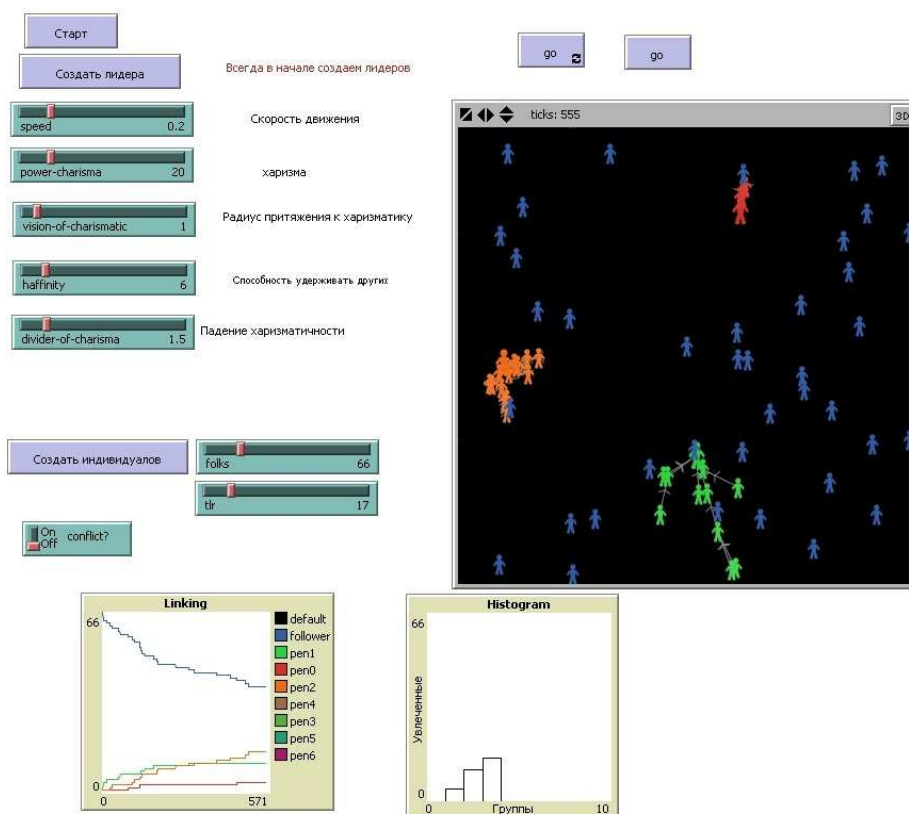 Старт
Создать лидера
Всегда в начале создаем лидеров
go
go
speed 0.2
Скорость движения
power-charisma 20
харизма
vision-of-charismatic 1
Радиус притяжения к харизматику
haffinity 6
Способность удерживать других
divider-of-charisma 1.5
Падение харизматичности
ticks: 555
3D
Создать индивидуалов
folks 66
tlr 17
On
Off
conflict?
Linking
66
0
0
571
default
follower
pen1
pen0
pen2
pen4
pen3
pen5
pen6
Histogram
66
Увлеченные
0
0
Группы
10